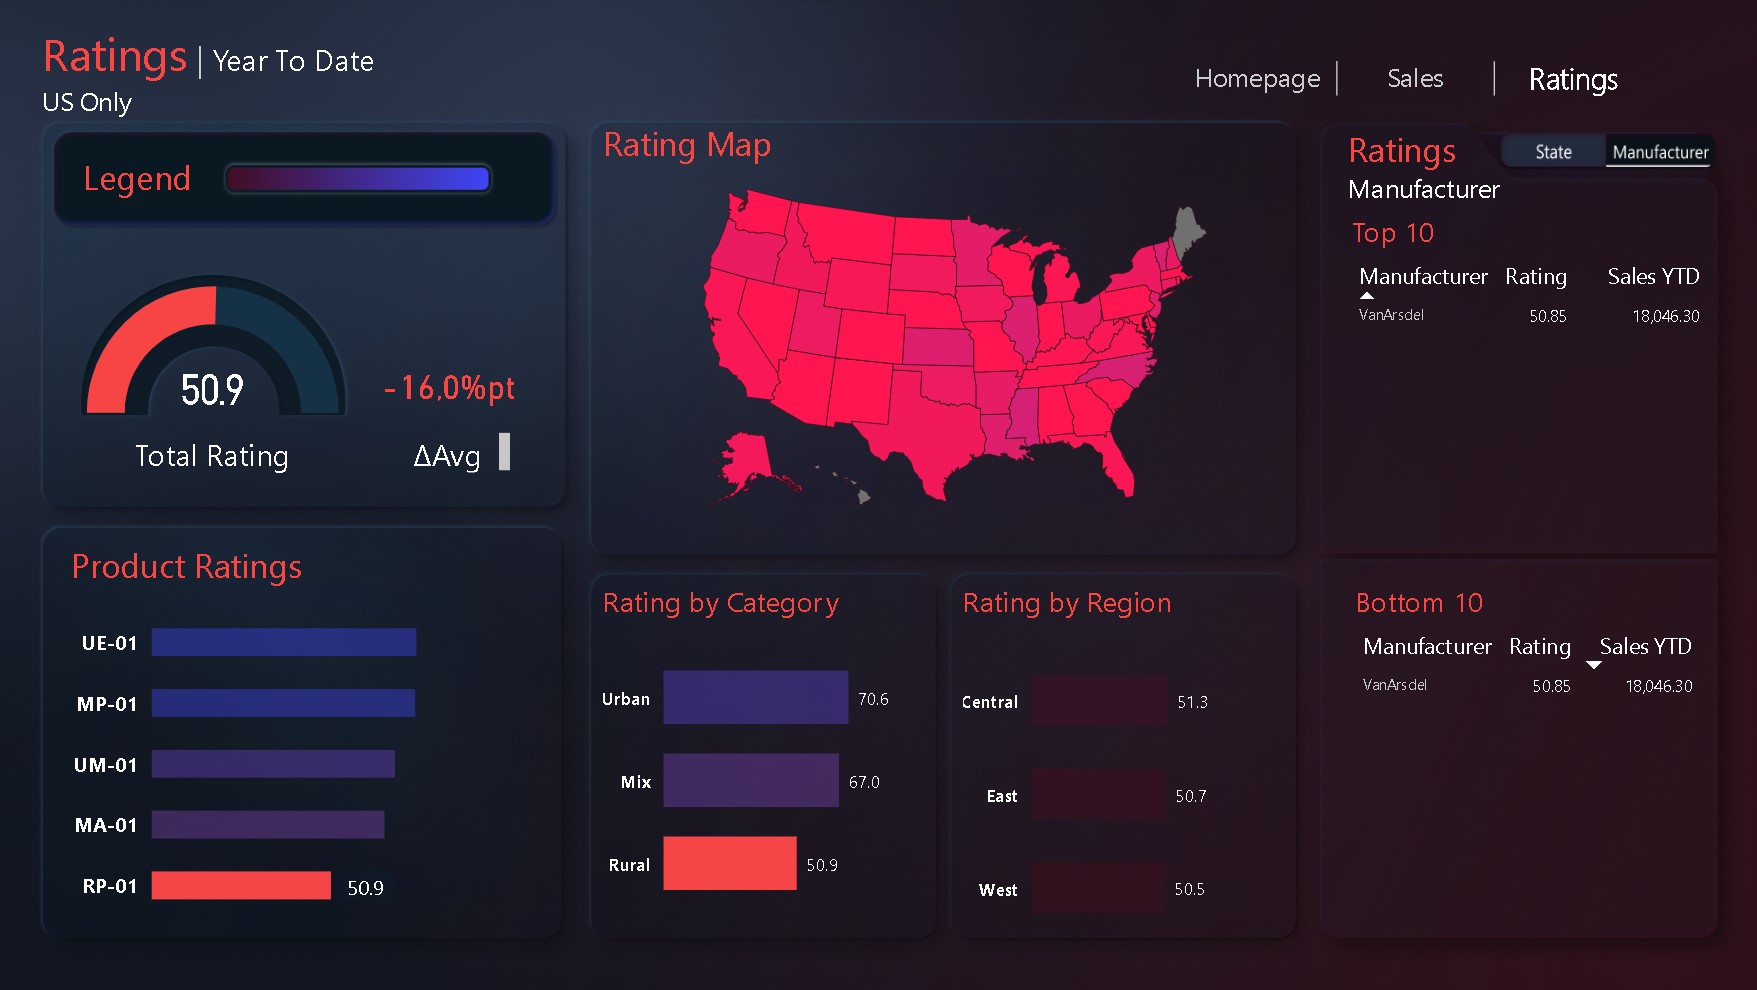 Ratings | Year To Date
US Only
Homepage | Sales | Ratings
Legend
50.9
Total Rating
-16.0%pt
ΔAvg
Rating Map
Ratings
State
Manufacturer
Manufacturer
Top 10
Manufacturer Rating Sales YTD
VanArsdel 50.85 18,046.30
Product Ratings
UE-01
MP-01
UM-01
MA-01
RP-01 50.9
Rating by Category
Urban 70.6
Mix 67.0
Rural 50.9
Rating by Region
Central 51.3
East 50.7
West 50.5
Bottom 10
Manufacturer Rating Sales YTD
VanArsdel 50.85 18,046.30